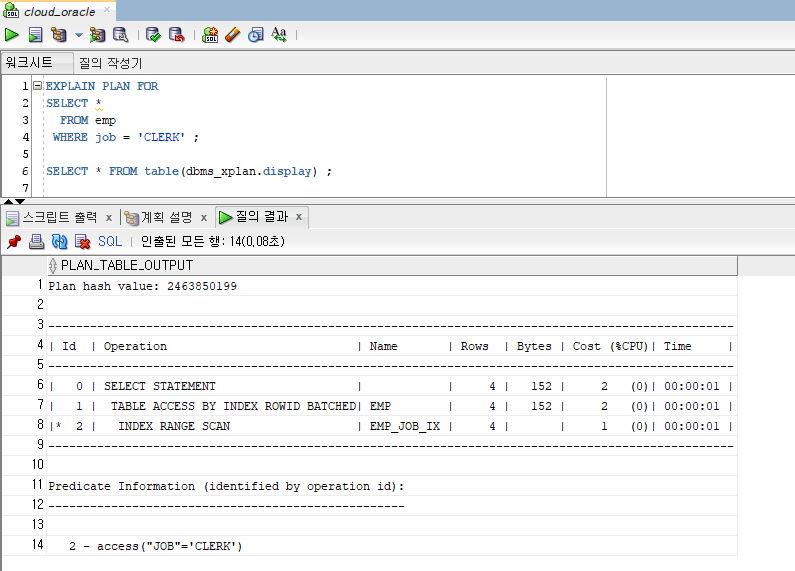 cloud_oracle
워크시트 질의 작성기
1 EXPLAIN PLAN FOR
2 SELECT *
3 FROM emp
4 WHERE job = 'CLERK' ;
5
6 SELECT * FROM table(dbms_xplan.display) ;
7
스크립트 출력 x 계획 설명 x 질의 결과 x
SQL | 인출된 모든 행: 14(0,08초)
PLAN_TABLE_OUTPUT
1 Plan hash value: 2463850199
2
3 --------------------------------------------------------------------------------------------------
4 | Id | Operation | Name | Rows | Bytes | Cost (%CPU)| Time |
5 --------------------------------------------------------------------------------------------------
6 | 0 | SELECT STATEMENT | | 4 | 152 | 2 (0)| 00:00:01 |
7 | 1 | TABLE ACCESS BY INDEX ROWID BATCHED| EMP | 4 | 152 | 2 (0)| 00:00:01 |
8 |* 2 | INDEX RANGE SCAN | EMP_JOB_IX | 4 | | 1 (0)| 00:00:01 |
9 --------------------------------------------------------------------------------------------------
10
11 Predicate Information (identified by operation id):
12 ---------------------------------------------------
13
14 2 - access("JOB"='CLERK')